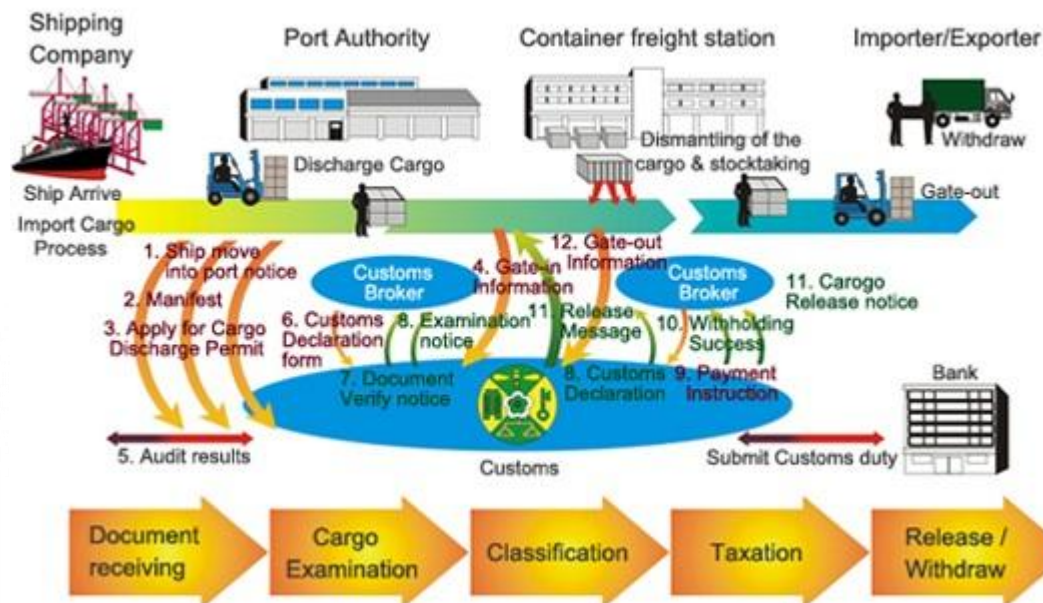 Shipping
Company
Port Authority
Container freight station
Importer/Exporter
Discharge Cargo
Dismantling of the
cargo & stocktaking
Withdraw
Ship Arrive
Gate-out
Import Cargo
Process
1. Ship move
into port notice
2. Manifest
3. Apply for Cargo
Discharge Permit
Customs
Broker
4. Gate-in
Information
12. Gate-out
Information
Customs
Broker
11. Carogo
Release notice
6. Customs
Declaration
form
8. Examination
notice
11. Release
Message
10. Withholding
Success
7. Document
Verify notice
8. Customs
Declaration
9. Payment
Instruction
Bank
5. Audit results
Customs
Submit Customs duty
Document
receiving
Cargo
Examination
Classification
Taxation
Release /
Withdraw